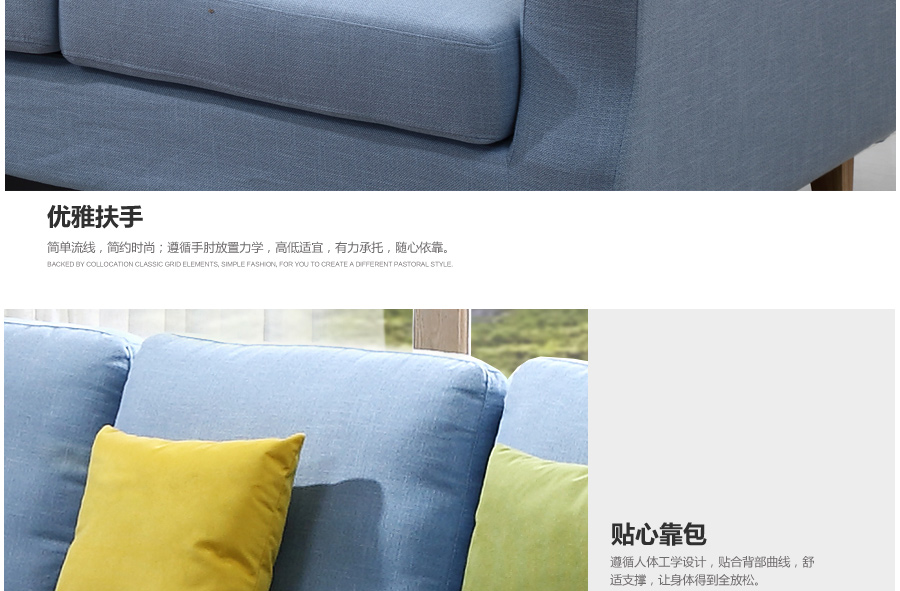 优雅扶手
简单流线，简约时尚；遵循手肘放置力学，高低适宜，有力承托，随心依靠。
BACKED BY COLLOCATION CLASSIC GRID ELEMENTS, SIMPLE FASHION, FOR YOU TO CREATE A DIFFERENT PASTORAL STYLE.
贴心靠包
遵循人体工学设计，贴合背部曲线，舒
适支撑，让身体得到全放松。